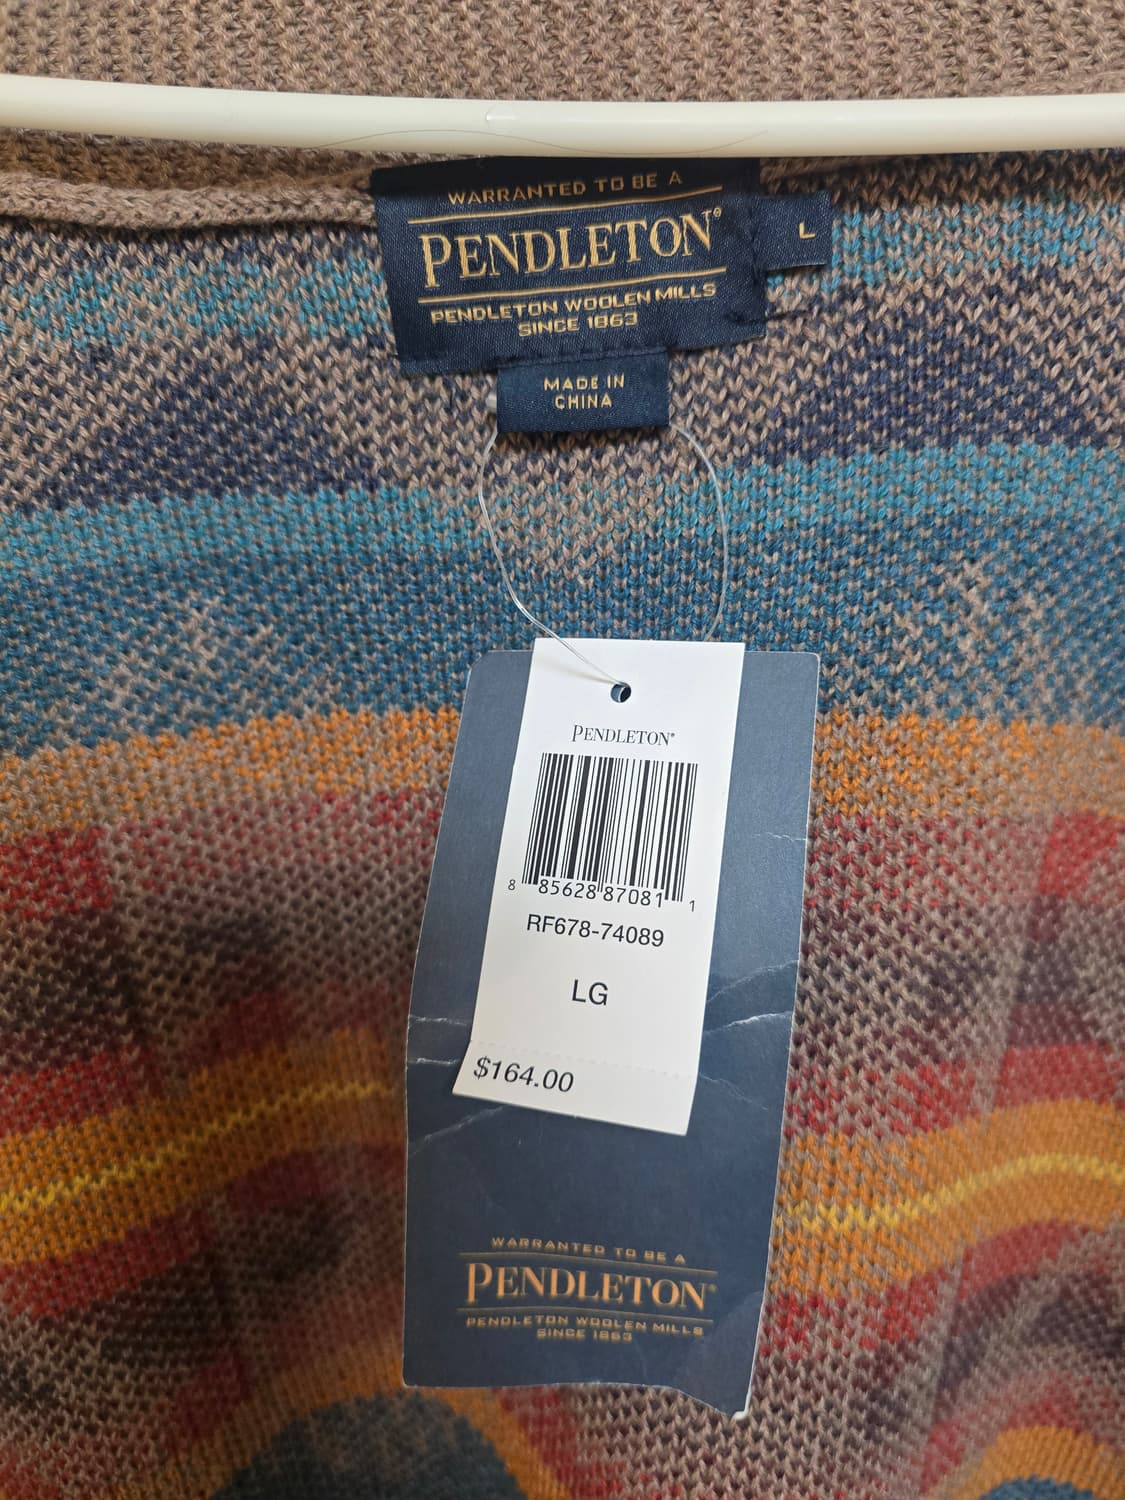 WARRANTED TO BE A
PENDLETON®
PENDLETON WOOLEN MILLS
SINCE 1863
L
MADE IN
CHINA
PENDLETON®
8 85628 87081 1
RF678-74089
LG
$164.00
WARRANTED TO BE A
PENDLETON®
PENDLETON WOOLEN MILLS
SINCE 1863